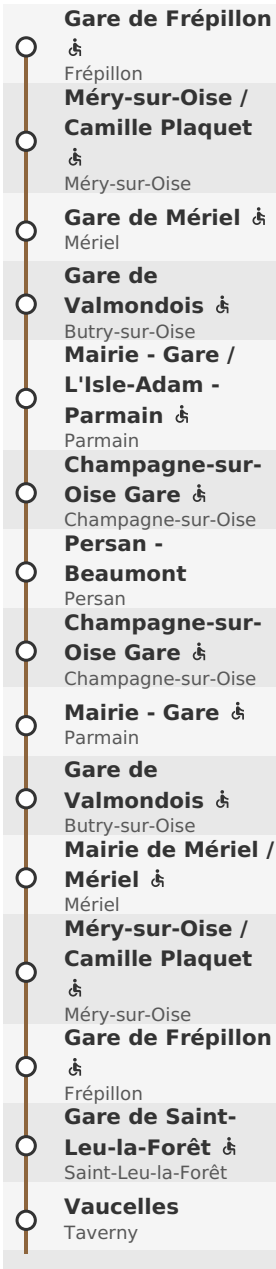 Gare de Frépillon
Frépillon
Méry-sur-Oise /
Camille Plaquet
Méry-sur-Oise
Gare de Mériel
Mériel
Gare de
Valmondois
Butry-sur-Oise
Mairie - Gare /
L'Isle-Adam -
Parmain
Parmain
Champagne-sur-
Oise Gare
Champagne-sur-Oise
Persan -
Beaumont
Persan
Champagne-sur-
Oise Gare
Champagne-sur-Oise
Mairie - Gare
Parmain
Gare de
Valmondois
Butry-sur-Oise
Mairie de Mériel /
Mériel
Mériel
Méry-sur-Oise /
Camille Plaquet
Méry-sur-Oise
Gare de Frépillon
Frépillon
Gare de Saint-
Leu-la-Forêt
Saint-Leu-la-Forêt
Vaucelles
Taverny